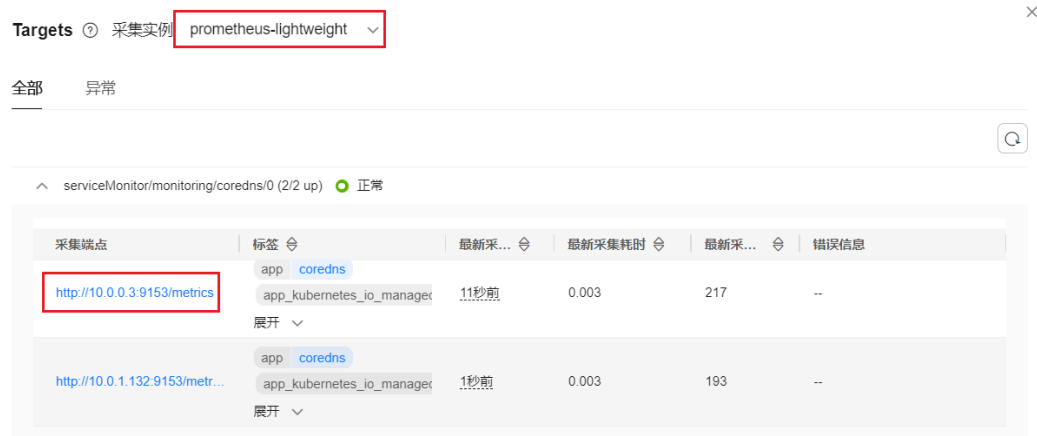 Targets ? 采集实例 prometheus-lightweight
全部 异常
serviceMonitor/monitoring/coredns/0 (2/2 up) 正常
采集端点 标签 最新采... 最新采集耗时 最新采... 错误信息
app coredns
http://10.0.0.3:9153/metrics app_kubernetes_io_managed 11秒前 0.003 217 --
展开
app coredns
http://10.0.1.132:9153/metr... app_kubernetes_io_managed 1秒前 0.003 193 --
展开